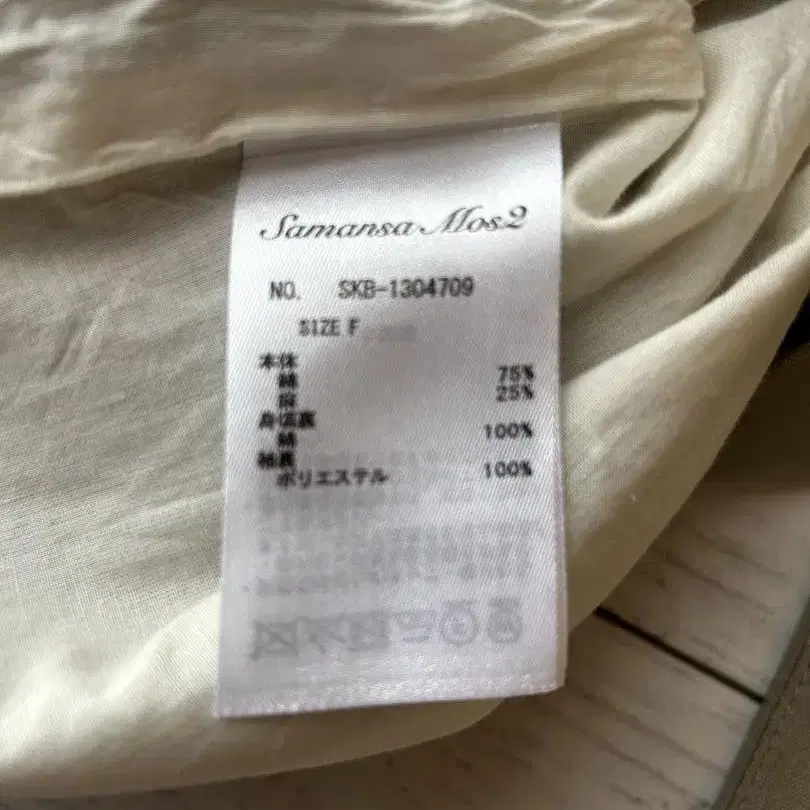 Samansa Mos2
NO. SKB-1304709
SIZE F
本体
綿 75%
麻 25%
身頃裏
綿 100%
袖裏
ポリエステル 100%